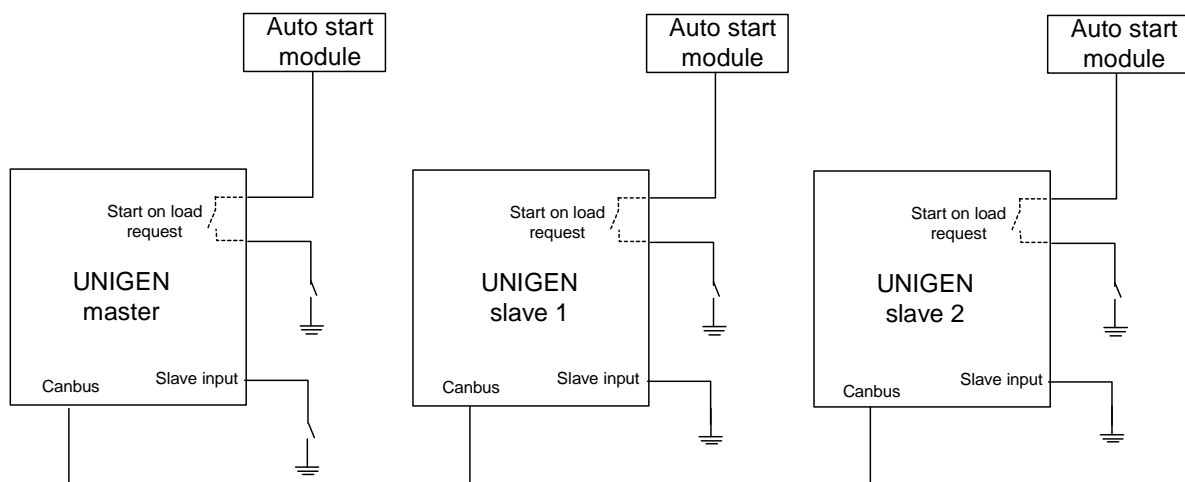 Auto start
module
Start on load
request
UNIGEN
master
Slave input
Canbus
Auto start
module
Start on load
request
UNIGEN
slave 1
Slave input
Canbus
Auto start
module
Start on load
request
UNIGEN
slave 2
Slave input
Canbus